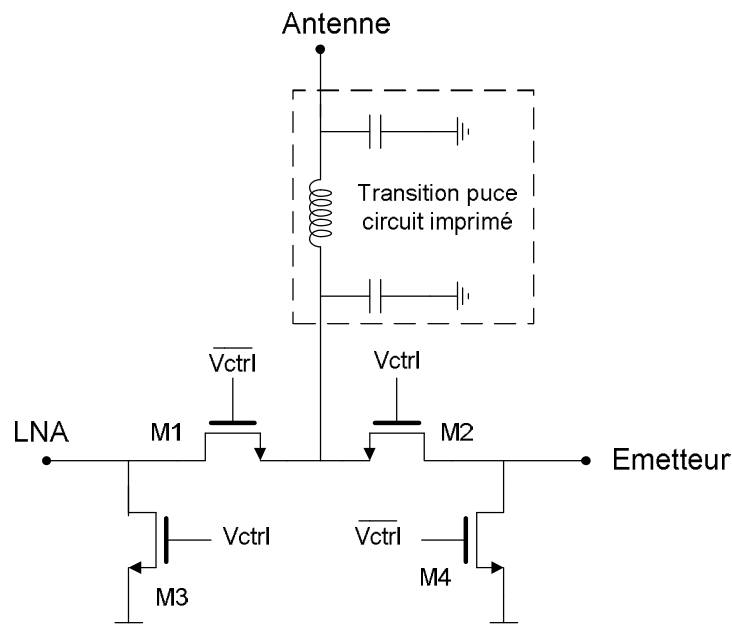 Antenne
Transition puce
circuit imprimé
Vctrl
Vctrl
M1
M2
LNA
Emetteur
Vctrl
Vctrl
M3
M4